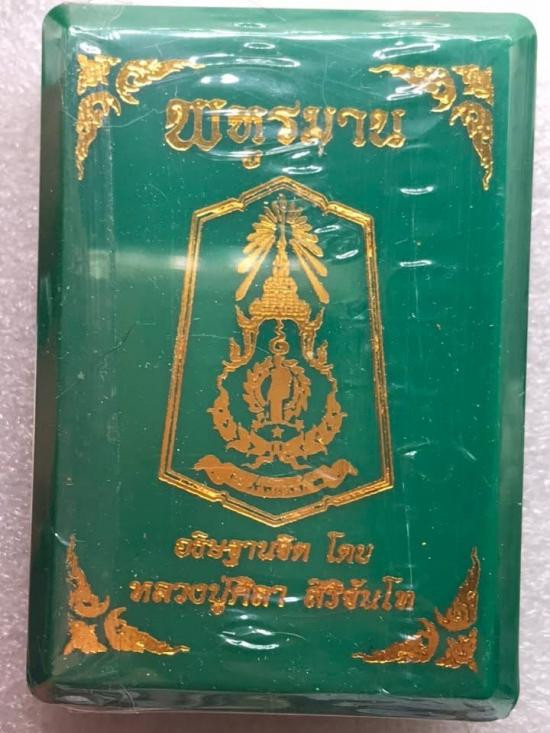 พหูรมาน
อธิษฐานจิต โดย
หลวงปู่ศิลา สิริจันโท